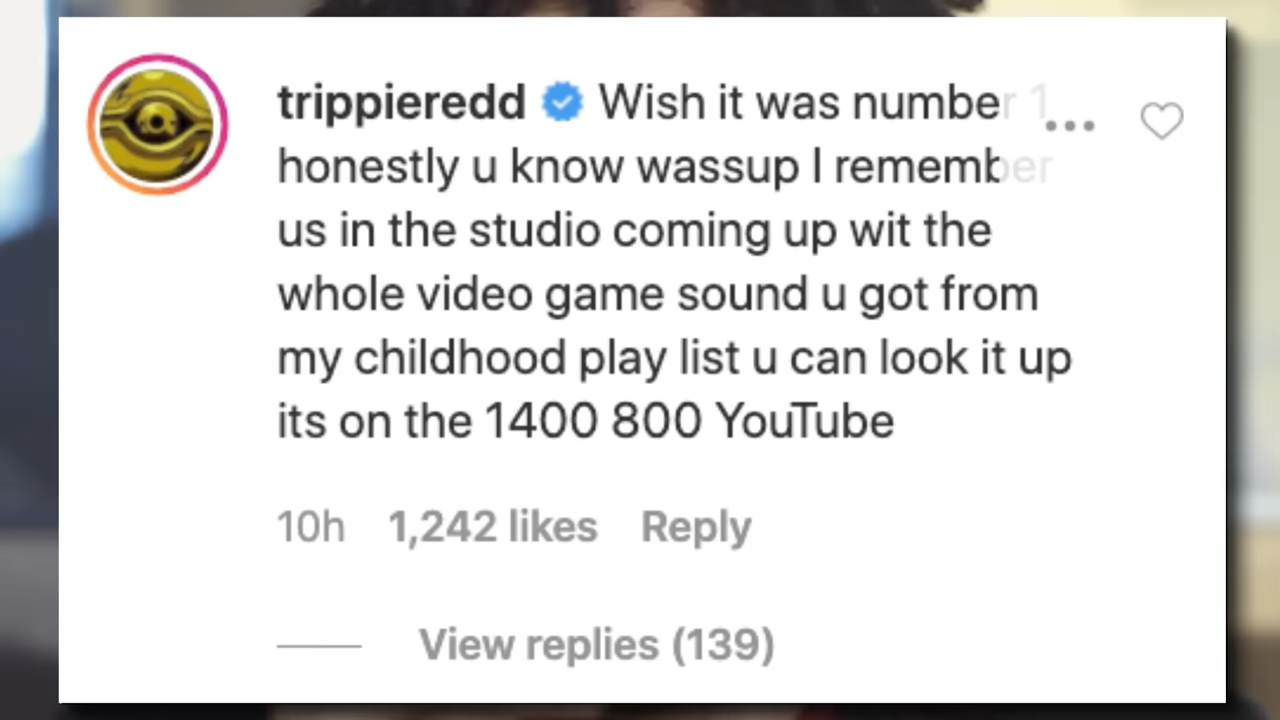 trippieredd Wish it was number 1
honestly u know wassup I remember
us in the studio coming up wit the
whole video game sound u got from
my childhood play list u can look it up
its on the 1400 800 YouTube
10h 1,242 likes Reply
View replies (139)